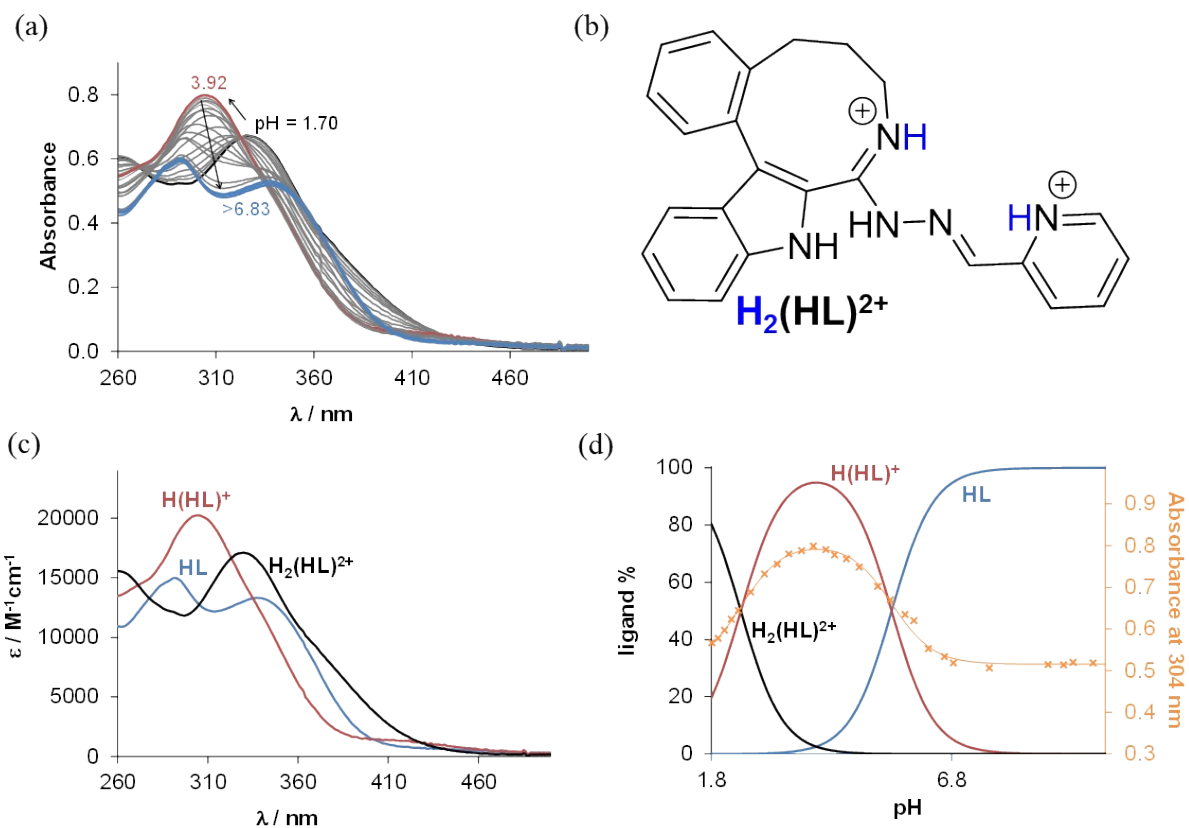 (a)
0.8
0.6
0.4
0.2
0.0
Absorbance
3.92
pH = 1.70
>6.83
260 310 360 410 460
λ / nm
(b)
⊕
NH
⊕
HN
HN N
NH
H₂(HL)²⁺
(c)
20000
15000
10000
5000
0
ε / M⁻¹cm⁻¹
H(HL)⁺
HL
H₂(HL)²⁺
260 310 360 410 460
λ / nm
(d)
100
80
60
40
20
0
ligand %
H(HL)⁺
HL
H₂(HL)²⁺
0.9
0.8
0.7
0.6
0.5
0.4
0.3
Absorbance at 304 nm
1.8 6.8
pH